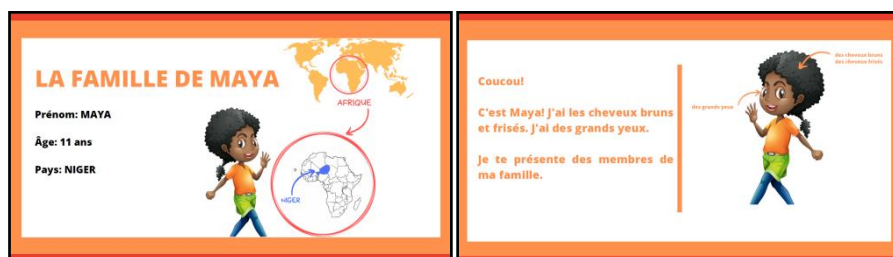 LA FAMILLE DE MAYA
Prénom: MAYA
Âge: 11 ans
Pays: NIGER
AFRIQUE
NIGER
Coucou!
C'est Maya! J'ai les cheveux bruns
et frisés. J'ai des grands yeux.
Je te présente des membres de
ma famille.
des cheveux bruns
des cheveux frisés
des grands yeux